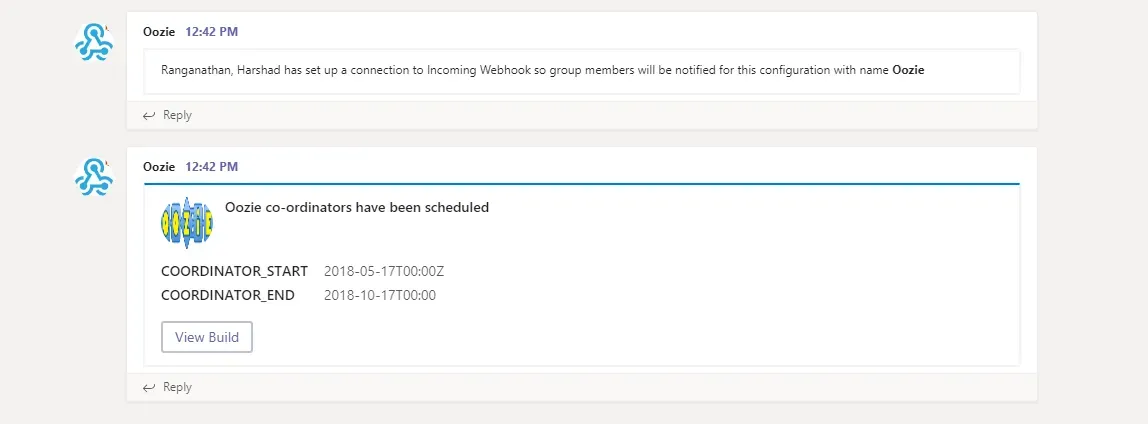 Oozie 12:42 PM
Ranganathan, Harshad has set up a connection to Incoming Webhook so group members will be notified for this configuration with name Oozie
Reply
Oozie 12:42 PM
OOZIE
Oozie co-ordinators have been scheduled
COORDINATOR_START 2018-05-17T00:00Z
COORDINATOR_END 2018-10-17T00:00
View Build
Reply